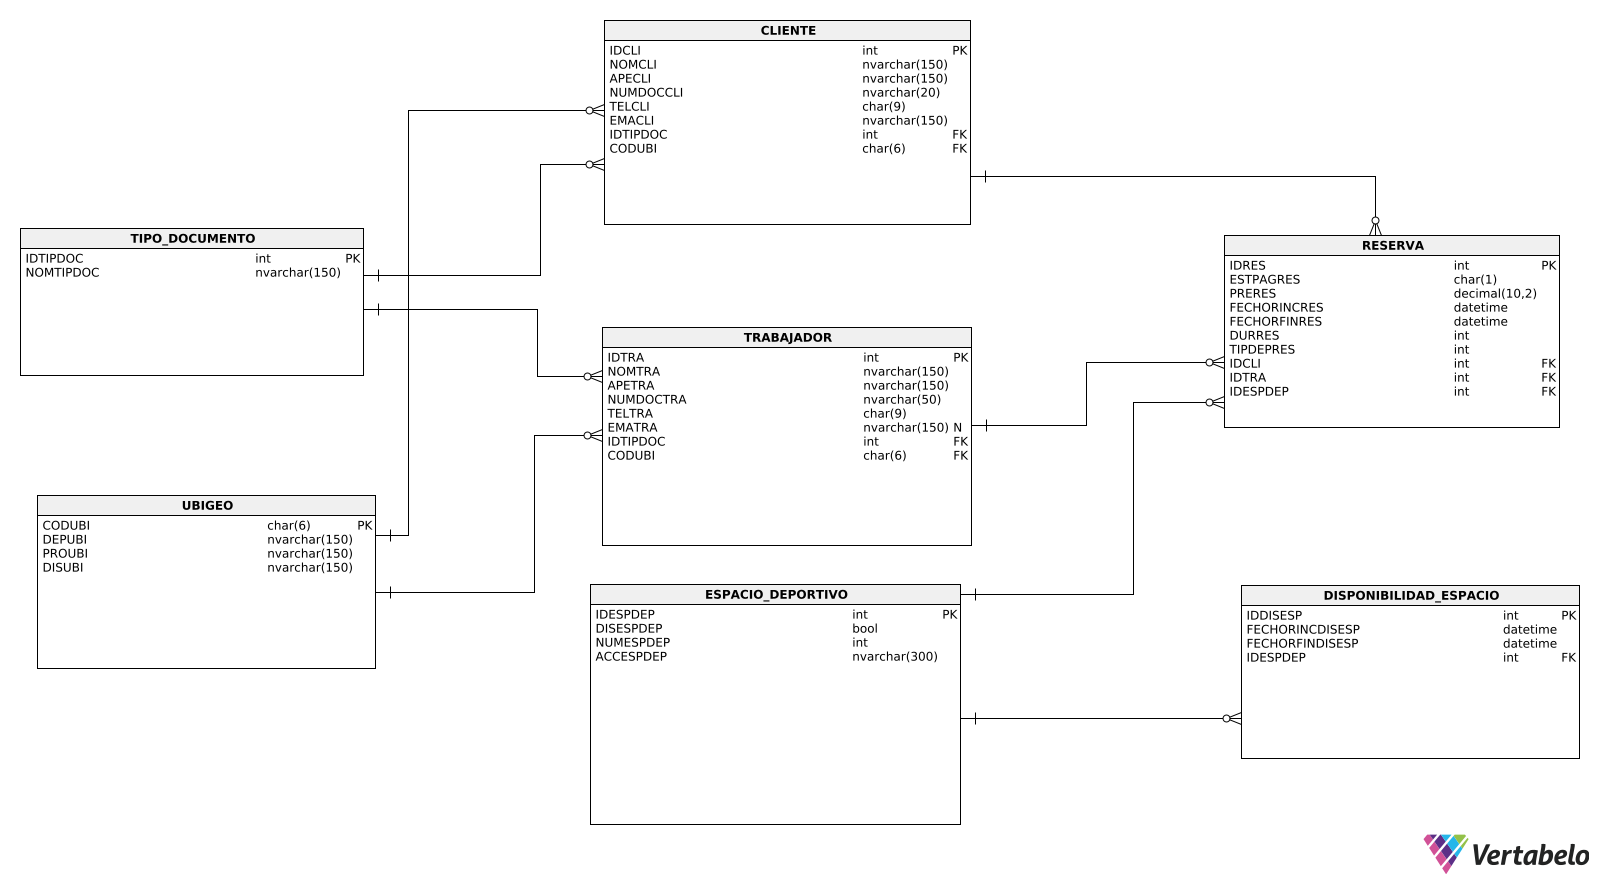 CLIENTE
IDCLI int PK
NOMCLI nvarchar(150)
APECLI nvarchar(150)
NUMDOCCLI nvarchar(20)
TELCLI char(9)
EMACLI nvarchar(150)
IDTIPDOC int FK
CODUBI char(6) FK
TIPO_DOCUMENTO
IDTIPDOC int PK
NOMTIPDOC nvarchar(150)
RESERVA
IDRES int PK
ESTPAGRES char(1)
PRERES decimal(10,2)
FECHORINCRES datetime
FECHORFINRES datetime
DURRES int
TIPDEPRES int
IDCLI int FK
IDTRA int FK
IDESPDEP int FK
TRABAJADOR
IDTRA int PK
NOMTRA nvarchar(150)
APETRA nvarchar(150)
NUMDOCTRA nvarchar(50)
TELTRA char(9)
EMATRA nvarchar(150) N
IDTIPDOC int FK
CODUBI char(6) FK
UBIGEO
CODUBI char(6) PK
DEPUBI nvarchar(150)
PROUBI nvarchar(150)
DISUBI nvarchar(150)
ESPACIO_DEPORTIVO
IDESPDEP int PK
DISESPDEP bool
NUMESPDEP int
ACCESPDEP nvarchar(300)
DISPONIBILIDAD_ESPACIO
IDDISESP int PK
FECHORINCDISESP datetime
FECHORFINDISESP datetime
IDESPDEP int FK
Vertabelo